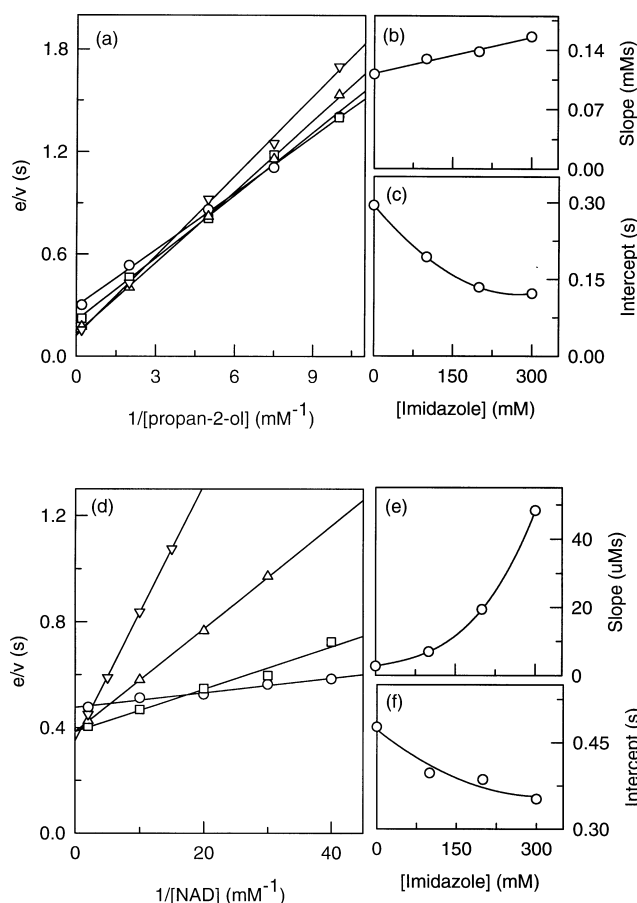 (a)
1.8
1.2
0.6
0.0
e/v (s)
0
3
6
9
1/[propan-2-ol] (mM-1)
(b)
0.14
0.07
0.00
Slope (mMs)
(c)
0.30
0.15
0.00
Intercept (s)
0
150
300
[Imidazole] (mM)
(d)
1.2
0.8
0.4
0.0
e/v (s)
0
20
40
1/[NAD] (mM-1)
(e)
40
20
0
Slope (uMs)
(f)
0.45
0.30
Intercept (s)
0
150
300
[Imidazole] (mM)